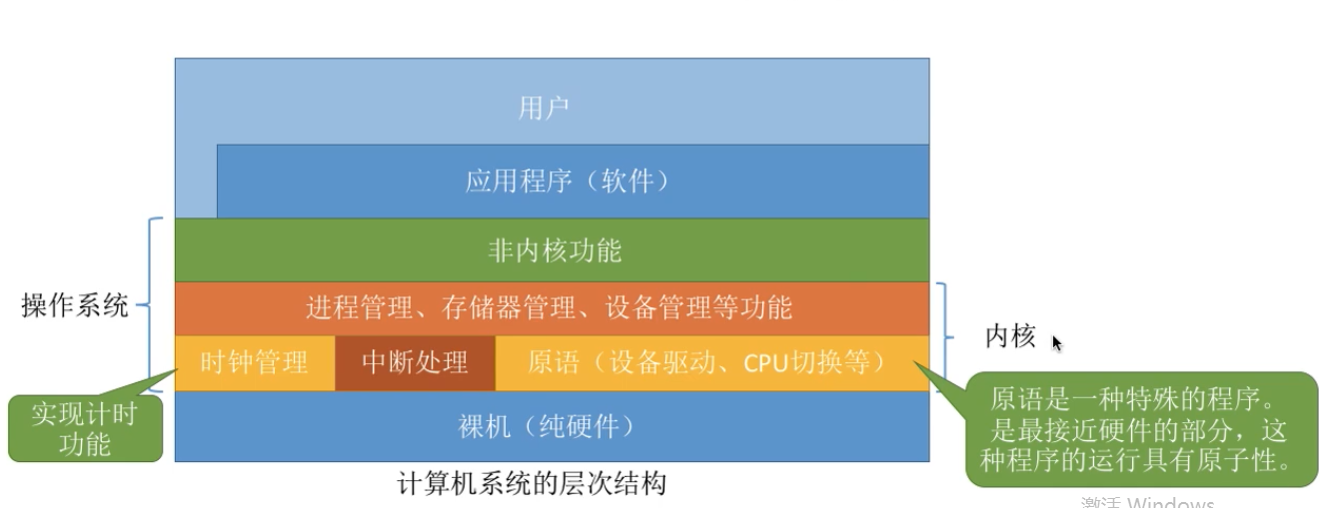 用户
应用程序（软件）
非内核功能
操作系统
进程管理、存储器管理、设备管理等功能
内核
时钟管理
中断处理
原语（设备驱动、CPU切换等）
实现计时
功能
原语是一种特殊的程序。
是最接近硬件的部分，这
种程序的运行具有原子性。
裸机（纯硬件）
计算机系统的层次结构
激活 Windows